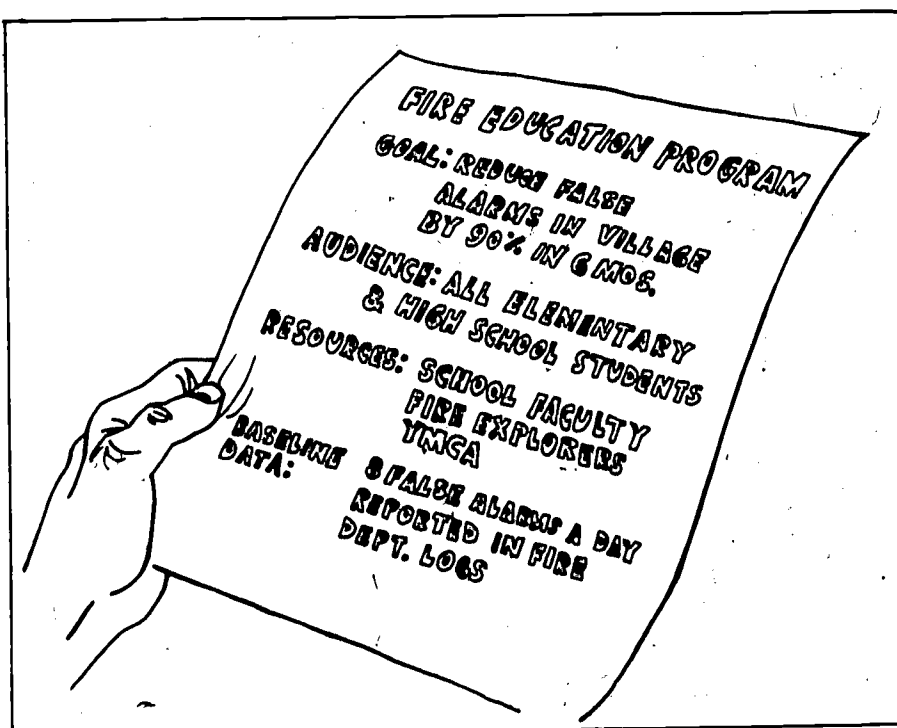 FIRE EDUCATION PROGRAM
GOAL: REDUCE FALSE
ALARMS IN VILLAGE
BY 90% IN 6 MOS.
AUDIENCE: ALL ELEMENTARY
& HIGH SCHOOL STUDENTS
RESOURCES: SCHOOL FACULTY
FIRE EXPLORERS
YMCA
BASELINE 8 FALSE ALARMS A DAY
DATA: REPORTED IN FIRE
DEPT. LOGS